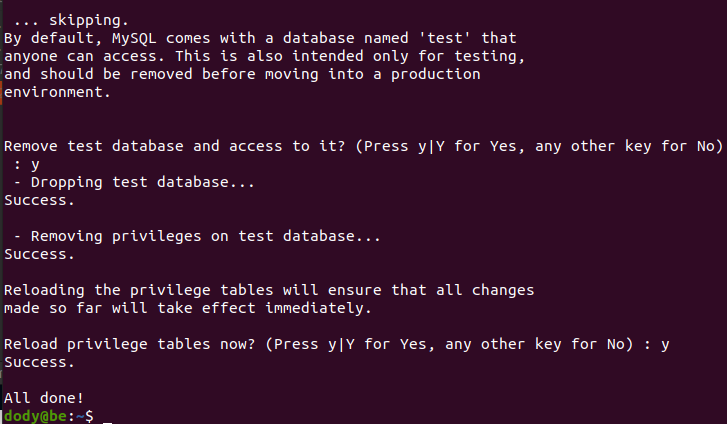 ... skipping.
By default, MySQL comes with a database named 'test' that
anyone can access. This is also intended only for testing,
and should be removed before moving into a production
environment.
Remove test database and access to it? (Press y|Y for Yes, any other key for No)
: y
- Dropping test database...
Success.
- Removing privileges on test database...
Success.
Reloading the privilege tables will ensure that all changes
made so far will take effect immediately.
Reload privilege tables now? (Press y|Y for Yes, any other key for No) : y
Success.
All done!
dody@be:~$ _